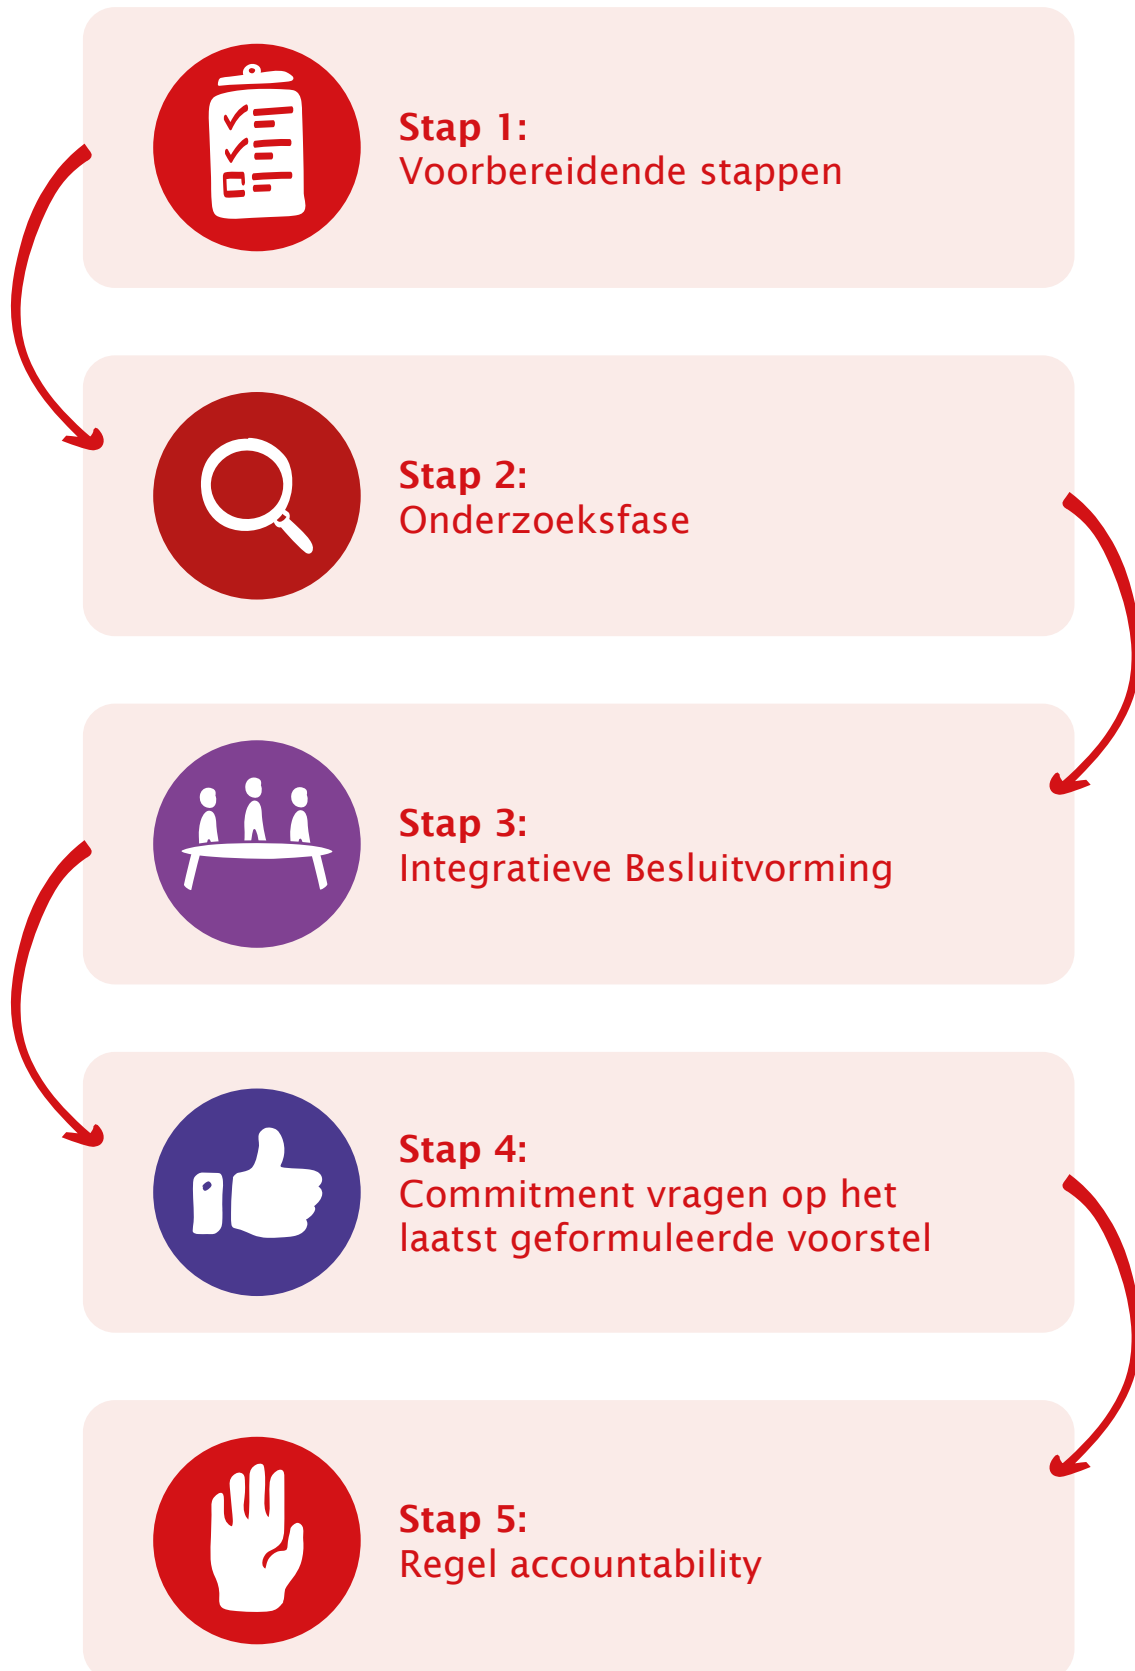 Stap 1:
Voorbereidende stappen
Stap 2:
Onderzoeksfase
Stap 3:
Integratieve Besluitvorming
Stap 4:
Commitment vragen op het
laatst geformuleerde voorstel
Stap 5:
Regel accountability